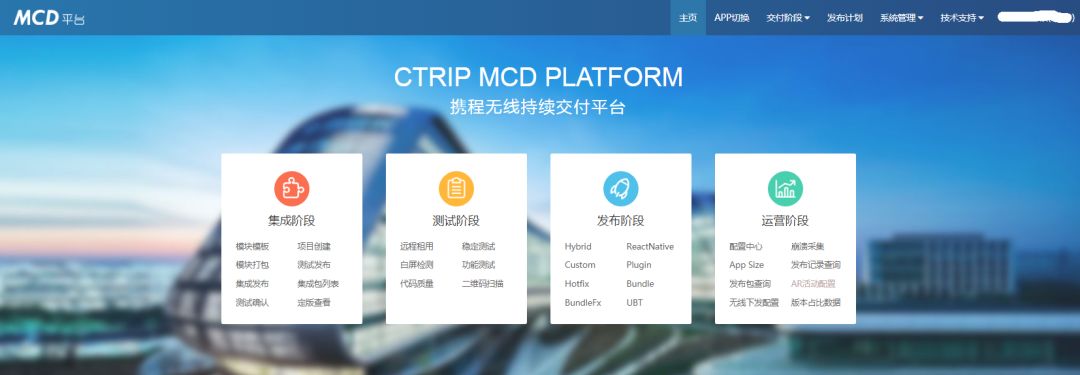 MCD 平台
主页 APP切换 交付阶段 发布计划 系统管理 技术支持
CTRIP MCD PLATFORM
携程无线持续交付平台
集成阶段
模块模板 项目创建
模块打包 测试发布
集成发布 集成包列表
测试确认 定版查看
测试阶段
远程租用 稳定测试
白屏检测 功能测试
代码质量 二维码扫描
发布阶段
Hybrid ReactNative
Custom Plugin
Hotfix Bundle
BundleFx UBT
运营阶段
配置中心 崩溃采集
App Size 发布记录查询
发布包查询 AR活动配置
无线下发配置 版本占比数据